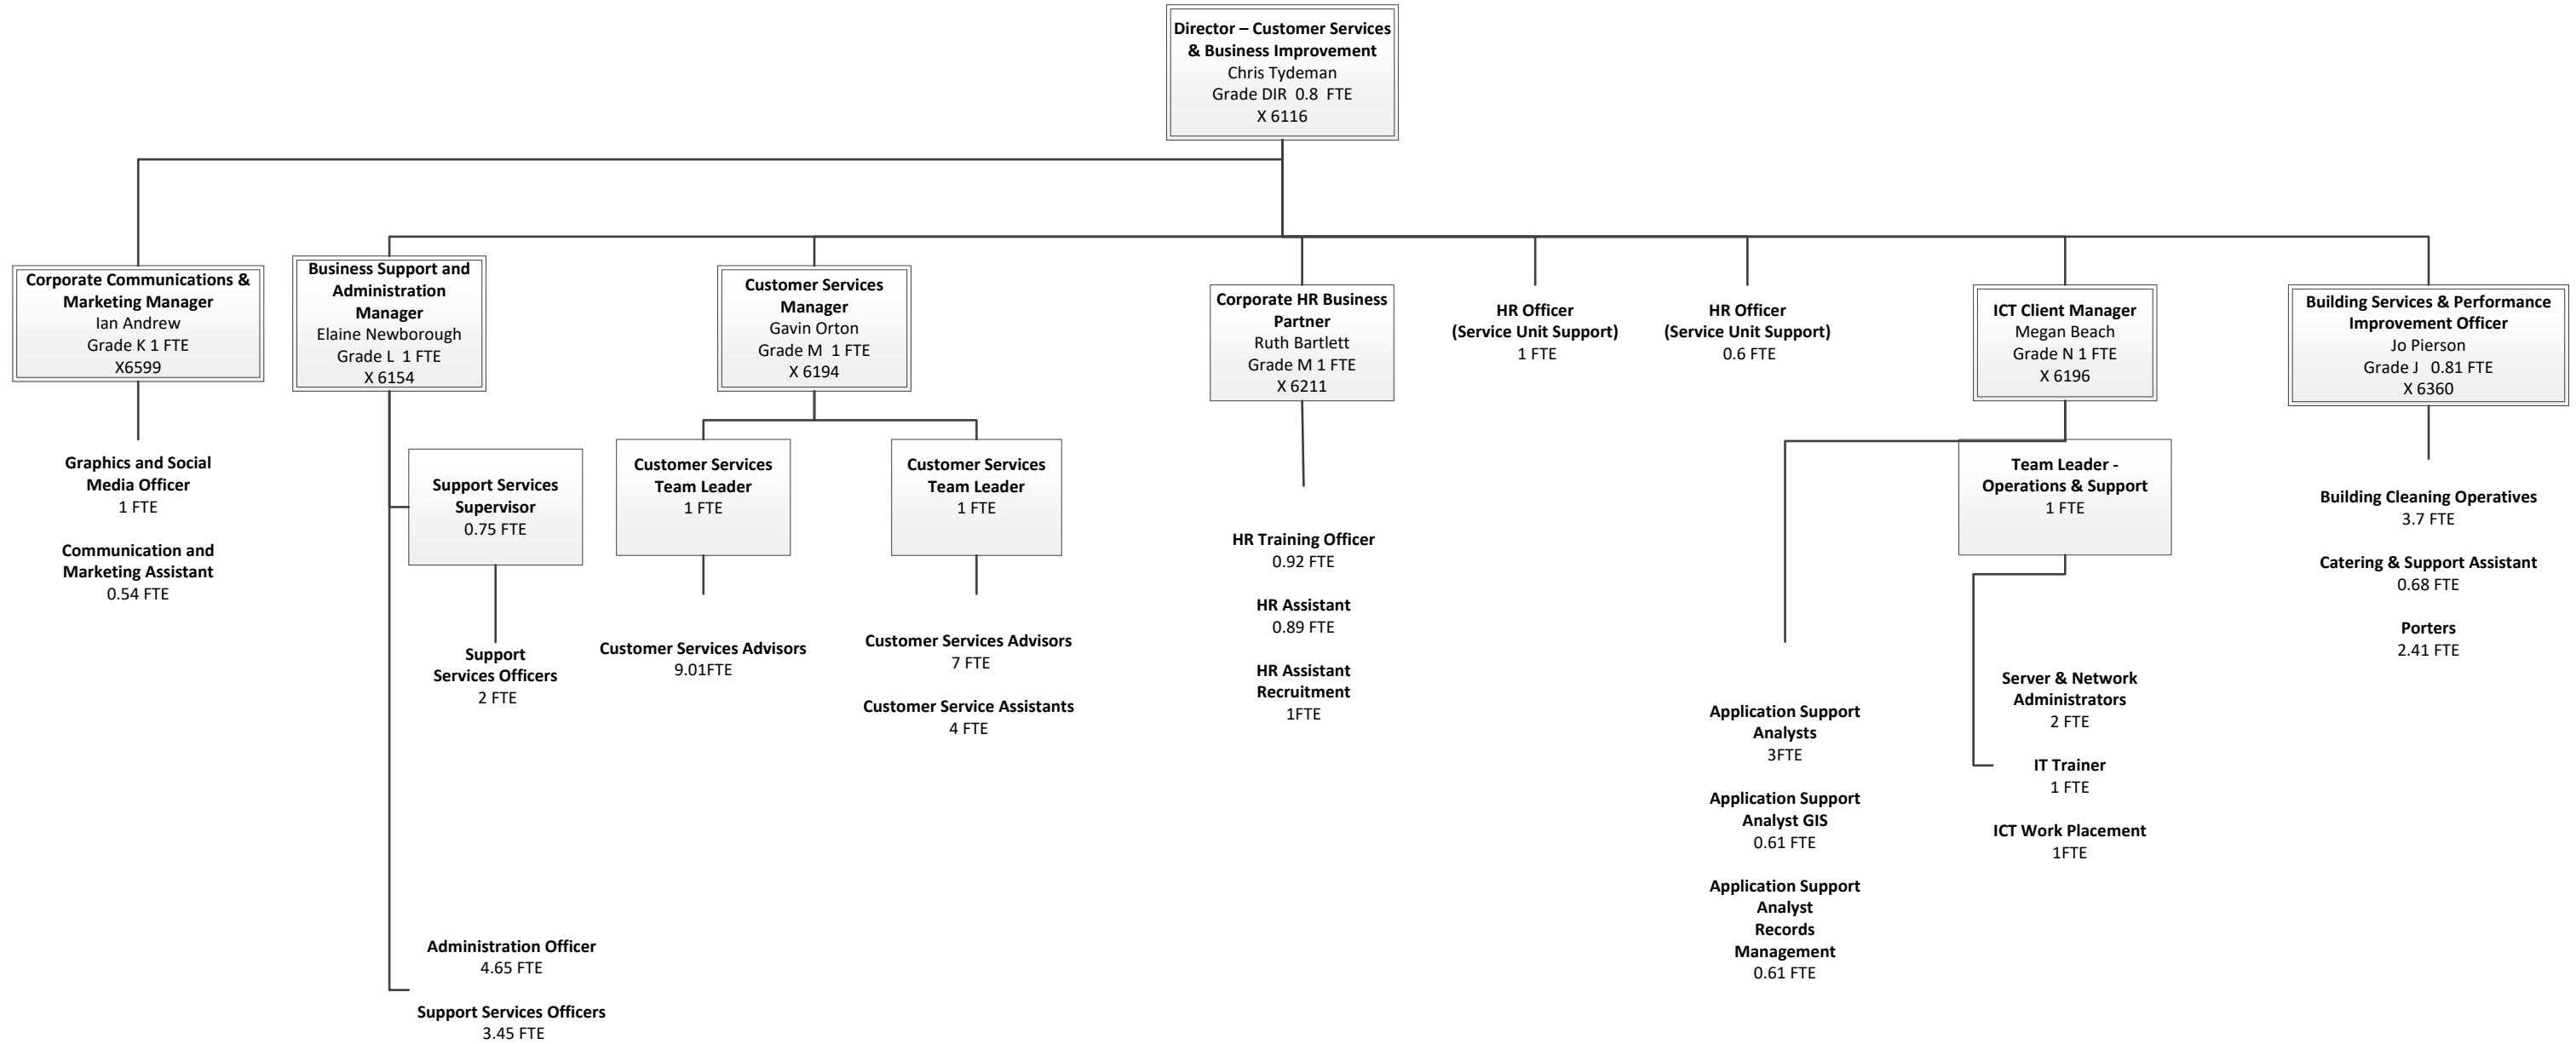 Director – Customer Services
& Business Improvement
Chris Tydeman
Grade DIR 0.8 FTE
X 6116
Corporate Communications &
Marketing Manager
Ian Andrew
Grade K 1 FTE
X6599
Business Support and
Administration
Manager
Elaine Newborough
Grade L 1 FTE
X 6154
Customer Services
Manager
Gavin Orton
Grade M 1 FTE
X 6194
Corporate HR Business
Partner
Ruth Bartlett
Grade M 1 FTE
X 6211
HR Officer
(Service Unit Support)
1 FTE
HR Officer
(Service Unit Support)
0.6 FTE
ICT Client Manager
Megan Beach
Grade N 1 FTE
X 6196
Building Services & Performance
Improvement Officer
Jo Pierson
Grade J 0.81 FTE
X 6360
Graphics and Social
Media Officer
1 FTE
Communication and
Marketing Assistant
0.54 FTE
Support Services
Supervisor
0.75 FTE
Support
Services Officers
2 FTE
Administration Officer
4.65 FTE
Support Services Officers
3.45 FTE
Customer Services
Team Leader
1 FTE
Customer Services Advisors
9.01FTE
Customer Services
Team Leader
1 FTE
Customer Services Advisors
7 FTE
Customer Service Assistants
4 FTE
HR Training Officer
0.92 FTE
HR Assistant
0.89 FTE
HR Assistant
Recruitment
1FTE
Application Support
Analysts
3FTE
Application Support
Analyst GIS
0.61 FTE
Application Support
Analyst
Records
Management
0.61 FTE
Team Leader -
Operations & Support
1 FTE
Server & Network
Administrators
2 FTE
IT Trainer
1 FTE
ICT Work Placement
1FTE
Building Cleaning Operatives
3.7 FTE
Catering & Support Assistant
0.68 FTE
Porters
2.41 FTE